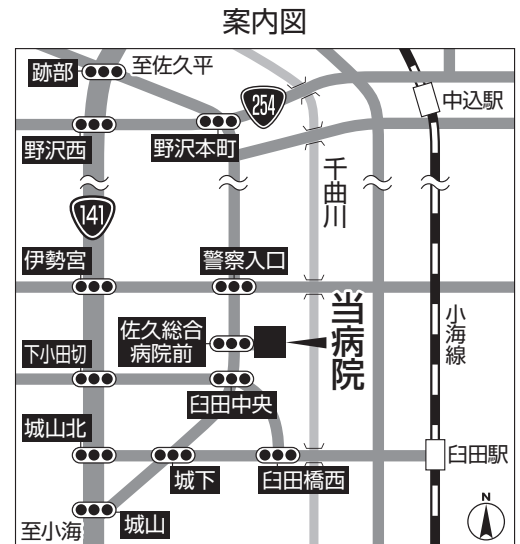 案内図
跡部
至佐久平
254
中込駅
野沢西
野沢本町
千曲川
141
伊勢宮
警察入口
佐久総合
病院前
当病院
小海線
下小田切
臼田中央
城山北
城下
臼田橋西
臼田駅
城山
至小海
N